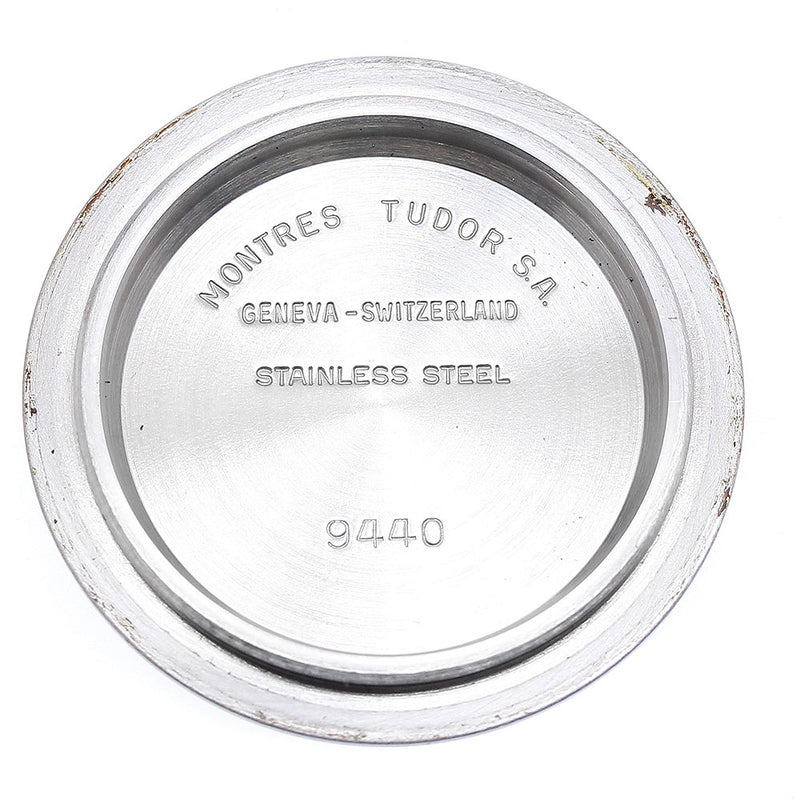 MONTRES TUDOR S.A.
GENEVA-SWITZERLAND
STAINLESS STEEL
9440